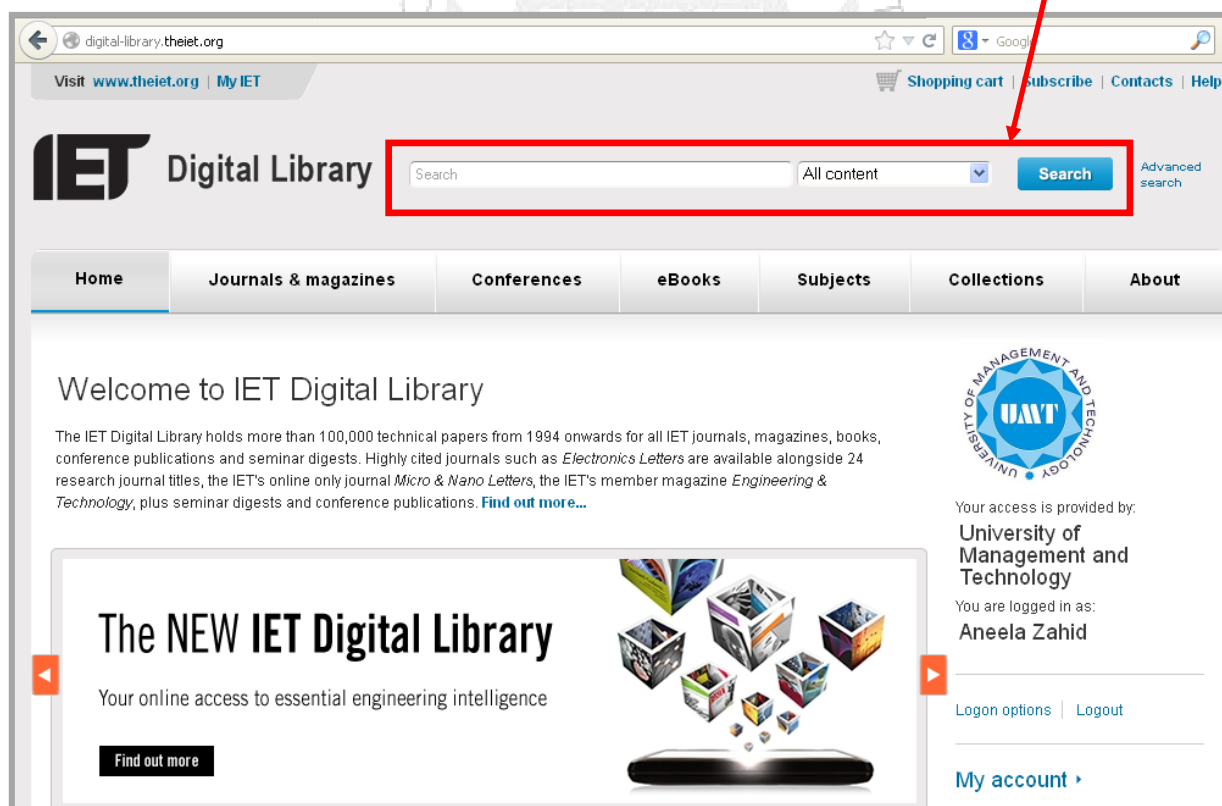 digital-library.theiet.org
Google
Visit www.theiet.org | My IET
Shopping cart | Subscribe | Contacts | Help
IET Digital Library
Search
All content
Search
Advanced search
Home
Journals & magazines
Conferences
eBooks
Subjects
Collections
About
Welcome to IET Digital Library
The IET Digital Library holds more than 100,000 technical papers from 1994 onwards for all IET journals, magazines, books,
conference publications and seminar digests. Highly cited journals such as Electronics Letters are available alongside 24
research journal titles, the IET's online only journal Micro & Nano Letters, the IET's member magazine Engineering &
Technology, plus seminar digests and conference publications. Find out more...
The NEW IET Digital Library
Your online access to essential engineering intelligence
Find out more
UNIVERSITY OF MANAGEMENT AND TECHNOLOGY
UMT
Your access is provided by:
University of
Management and
Technology
You are logged in as:
Aneela Zahid
Logon options | Logout
My account